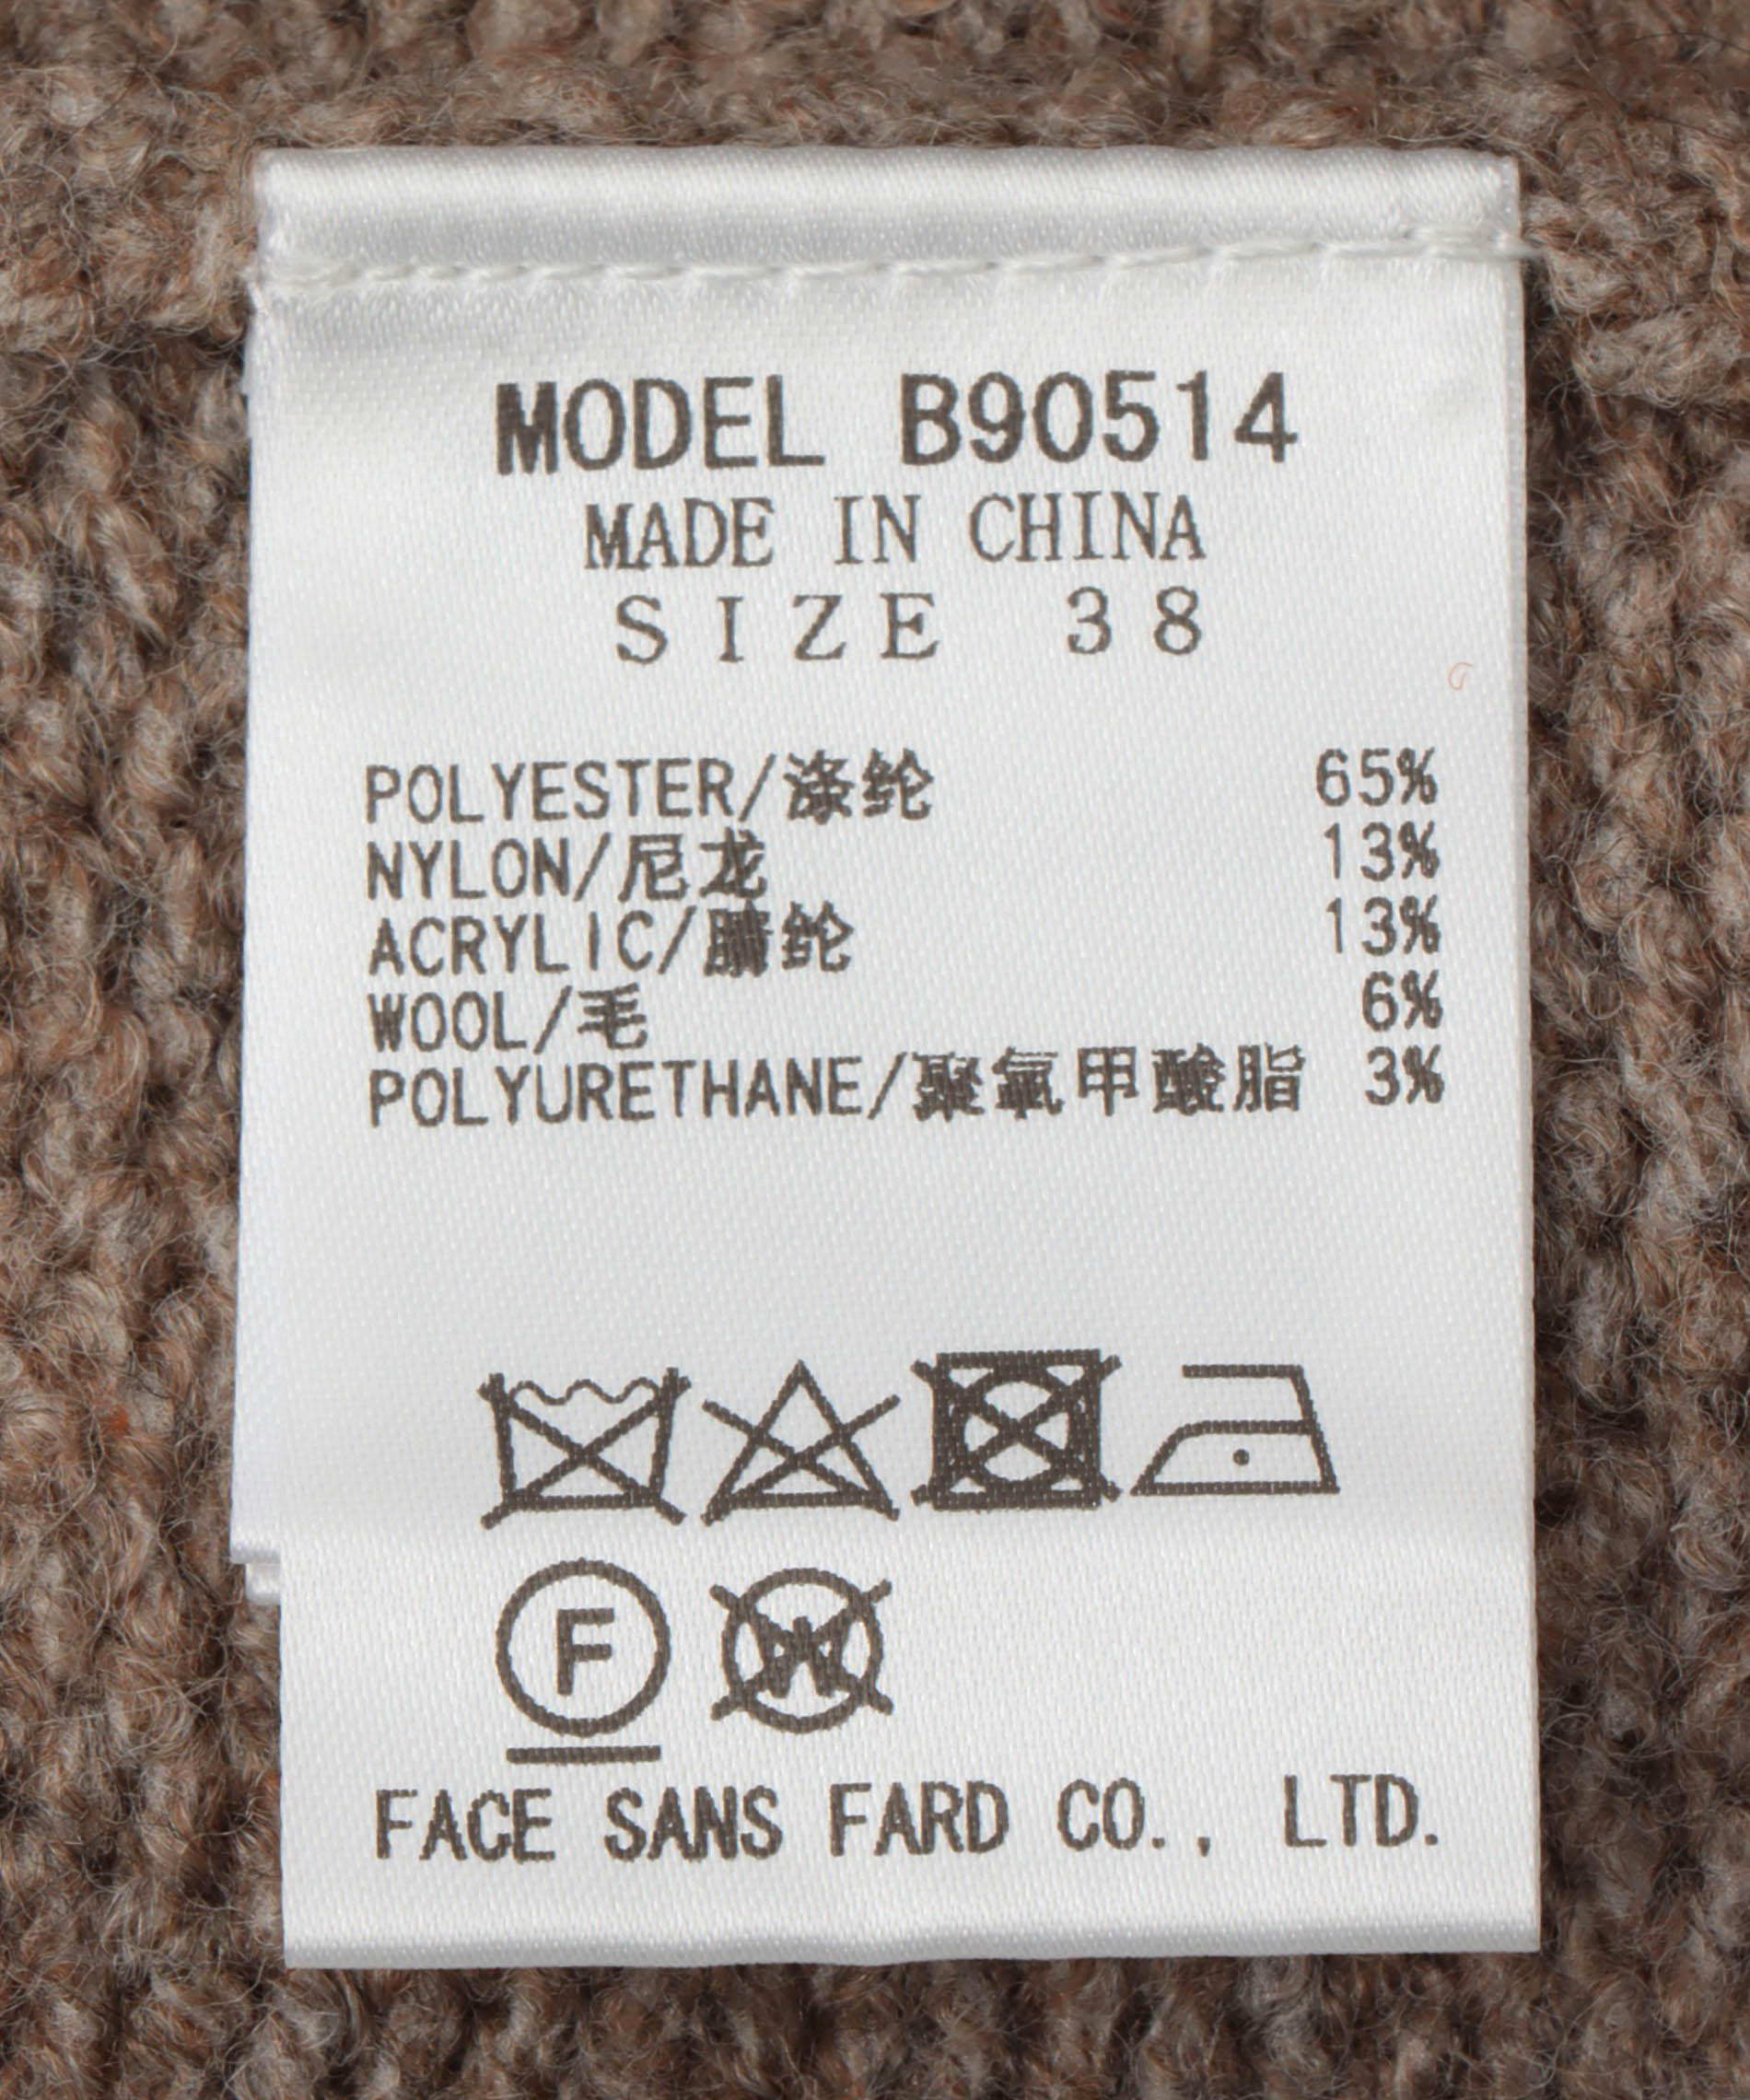 MODEL B90514
MADE IN CHINA
SIZE 38
POLYESTER/涤纶 65%
NYLON/尼龙 13%
ACRYLIC/腈纶 13%
WOOL/毛 6%
POLYURETHANE/聚氧甲酸脂 3%
F W
FACE SANS FARD CO., LTD.